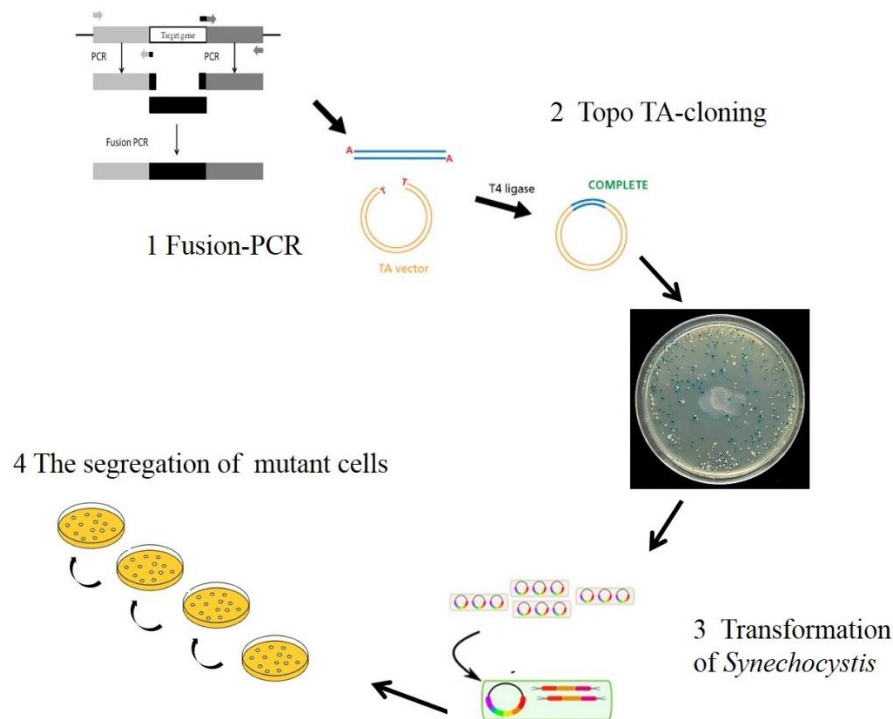 Target gene
PCR
PCR
Fusion PCR
1 Fusion-PCR
2 Topo TA-cloning
A
A
T
T
TA vector
T4 ligase
COMPLETE
3 Transformation
of Synechocystis
4 The segregation of mutant cells